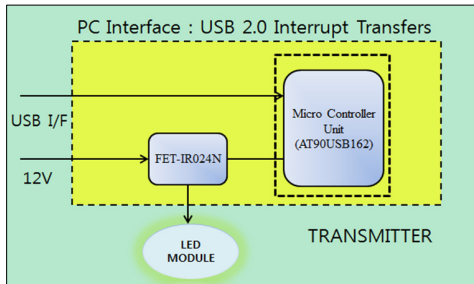 PC Interface : USB 2.0 Interrupt Transfers
USB I/F
Micro Controller
Unit
(AT90USB162)
FET-IR024N
12V
LED
MODULE
TRANSMITTER